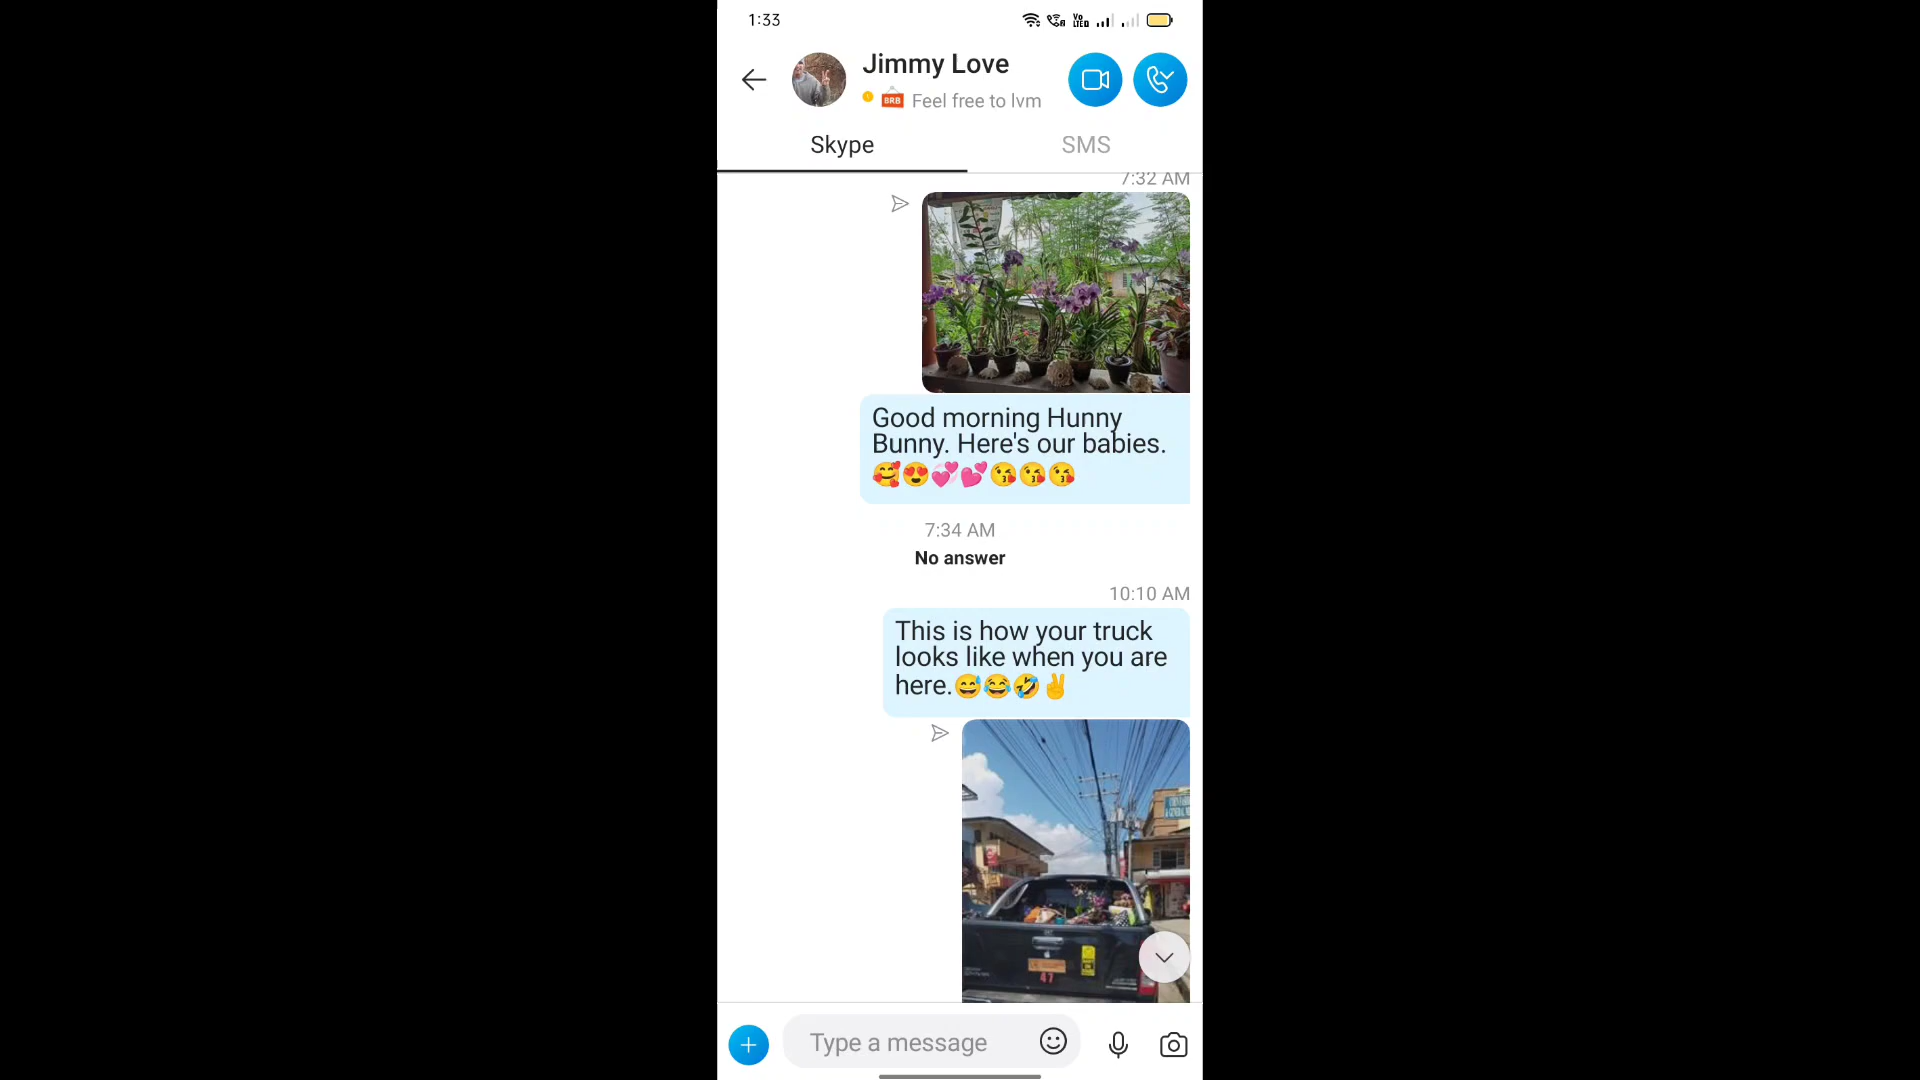 1:33
Jimmy Love
BRB Feel free to lvm
Skype SMS
7:32 AM
Good morning Hunny
Bunny. Here's our babies.
🥰😍💞💕😘😘😘
7:34 AM
No answer
10:10 AM
This is how your truck
looks like when you are
here.😅😂🤣✌
47
Type a message